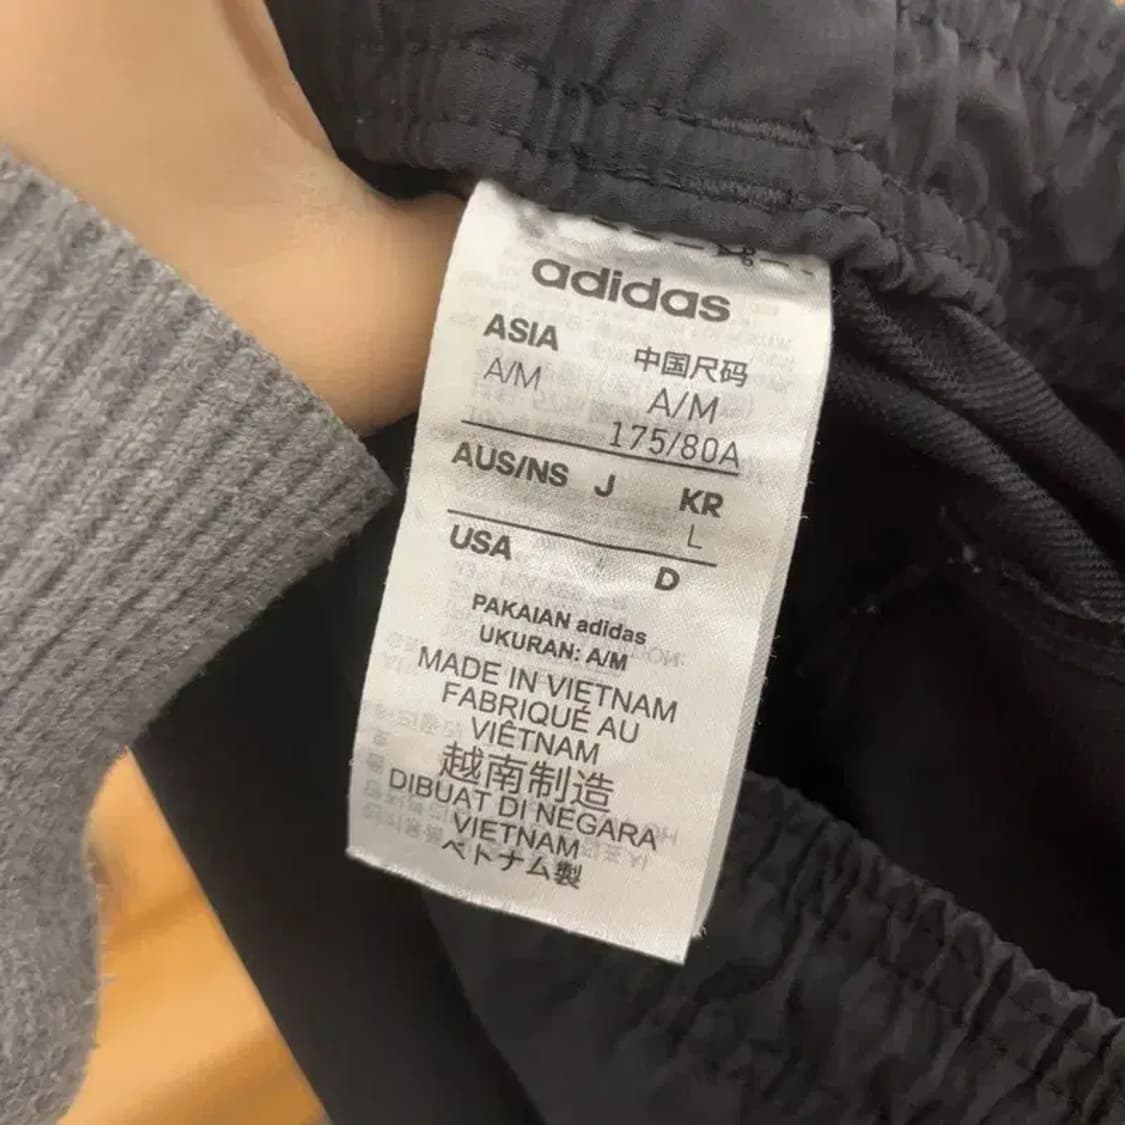 adidas
ASIA 中国尺码
A/M A/M
175/80A
AUS/NS J KR
L
USA D
PAKAIAN adidas
UKURAN: A/M
MADE IN VIETNAM
FABRIQUÉ AU
VIÊTNAM
越南制造
DIBUAT DI NEGARA
VIETNAM
ベトナム製